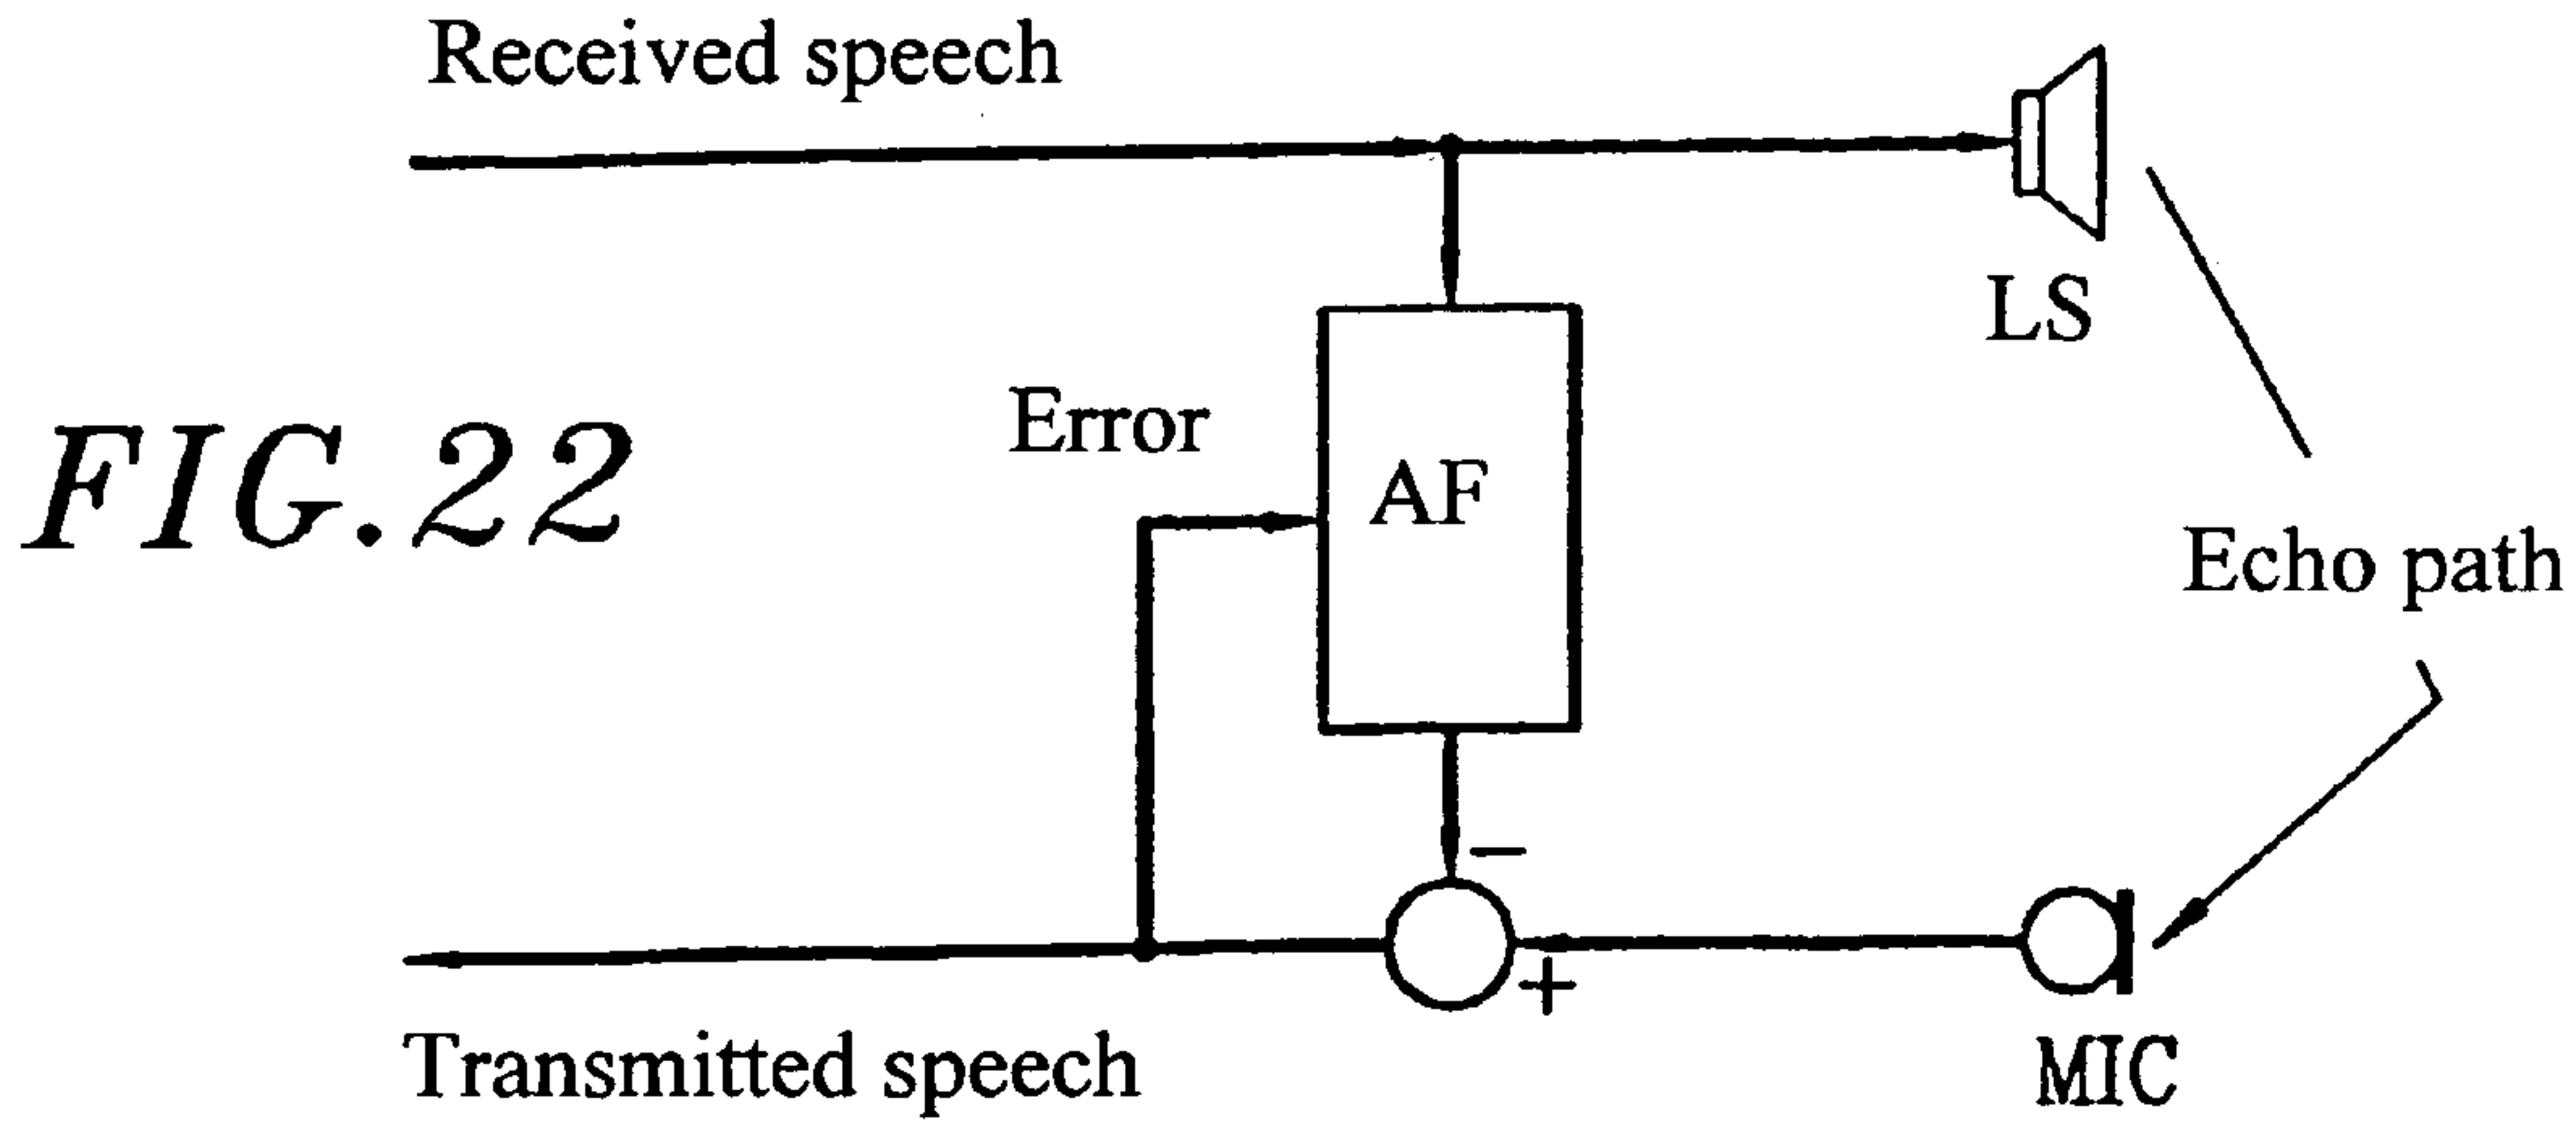 Received speech
LS
Error
FIG.22
AF
Echo path
−
+
Transmitted speech
MIC